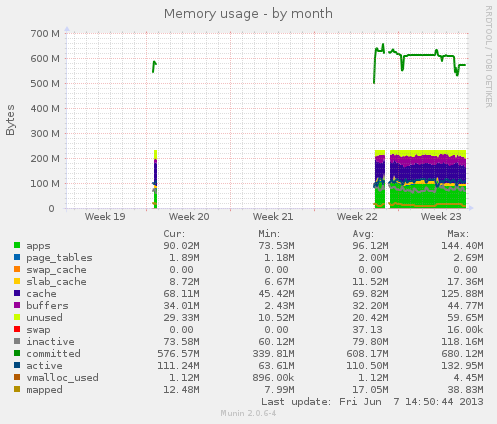 Memory usage - by month
RRDTOOL / TOBI OETIKER
Bytes
700 M
600 M
500 M
400 M
300 M
200 M
100 M
0
Week 19 Week 20 Week 21 Week 22 Week 23
Cur: Min: Avg: Max:
apps 90.02M 73.53M 96.12M 144.40M
page_tables 1.89M 1.18M 2.00M 2.69M
swap_cache 0.00 0.00 0.00 0.00
slab_cache 8.72M 6.67M 11.52M 17.36M
cache 68.11M 45.42M 69.82M 125.88M
buffers 34.01M 2.43M 32.20M 44.77M
unused 29.33M 10.52M 20.42M 59.65M
swap 0.00 0.00 37.13 16.00k
inactive 73.58M 60.12M 79.80M 118.16M
committed 576.57M 339.81M 608.17M 680.12M
active 111.24M 63.61M 110.50M 132.95M
vmalloc_used 1.12M 896.00k 1.12M 4.45M
mapped 12.48M 7.99M 17.05M 38.83M
Last update: Fri Jun 7 14:50:44 2013
Munin 2.0.6-4